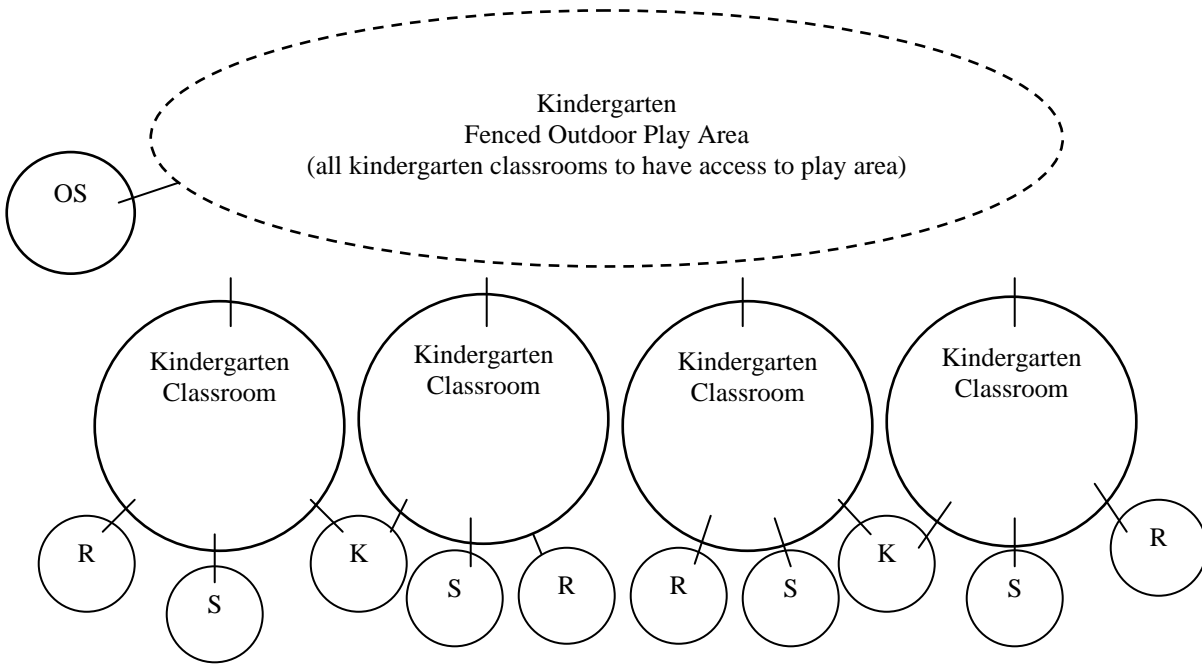 Kindergarten
Fenced Outdoor Play Area
(all kindergarten classrooms to have access to play area)
OS
Kindergarten
Classroom
Kindergarten
Classroom
Kindergarten
Classroom
Kindergarten
Classroom
R
S
K
S
R
R
S
K
S
R